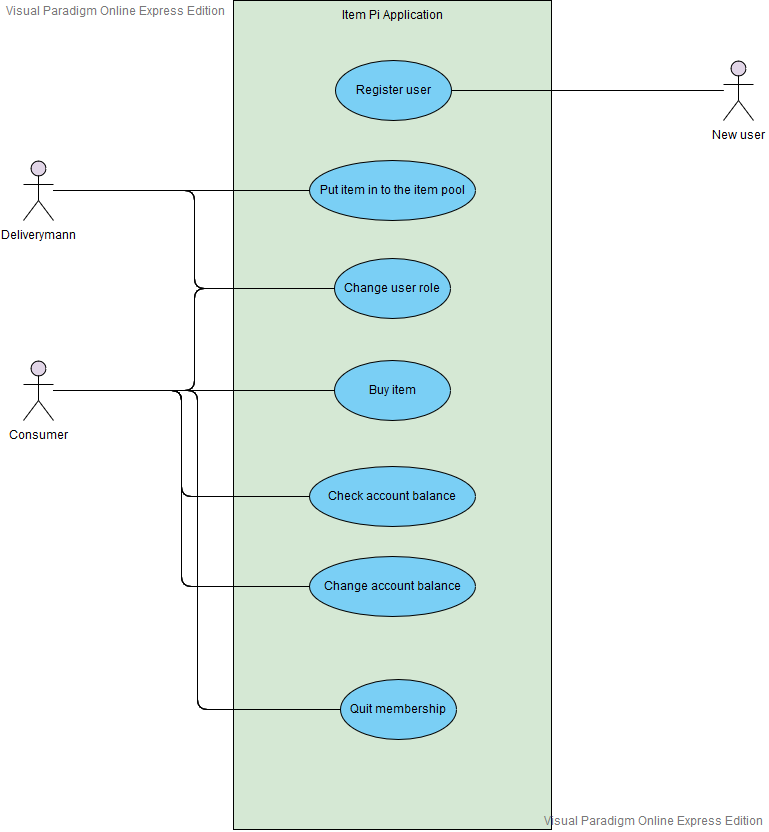 Visual Paradigm Online Express Edition
Item Pi Application
Register user
New user
Put item in to the item pool
Deliverymann
Change user role
Buy item
Consumer
Check account balance
Change account balance
Quit membership
Visual Paradigm Online Express Edition